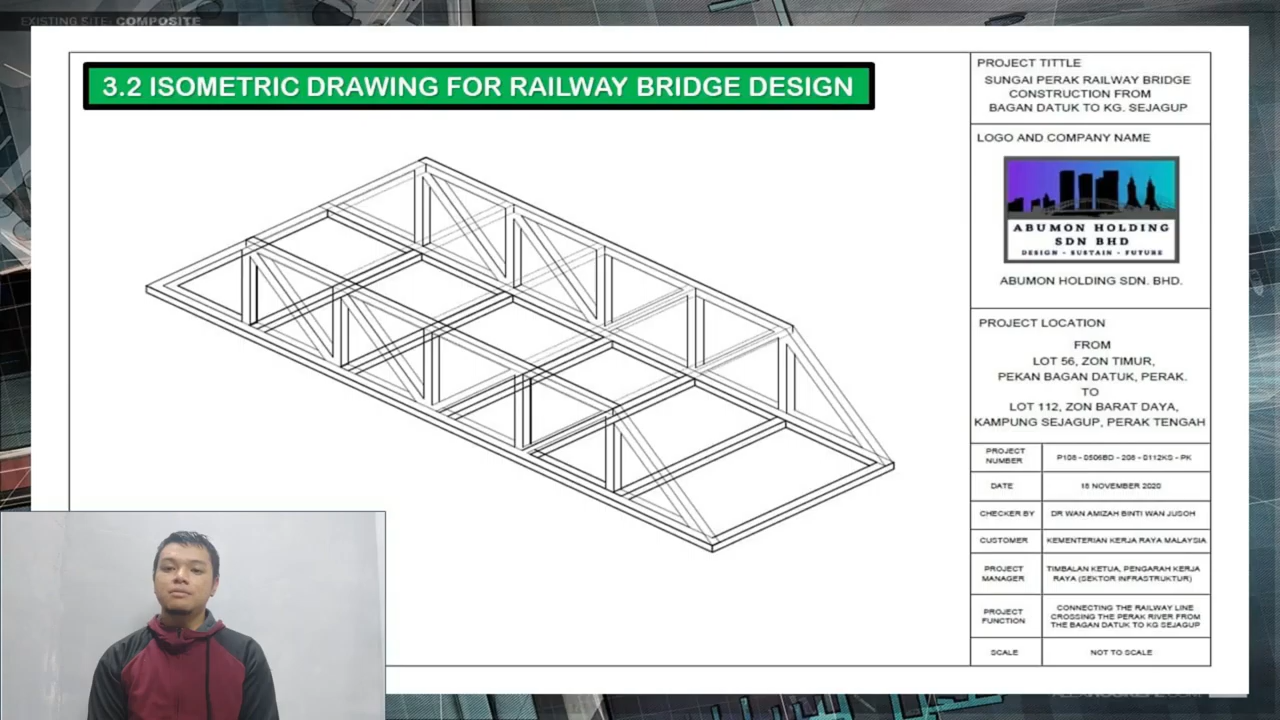 EXISTING SITE: COMPOSITE
3.2 ISOMETRIC DRAWING FOR RAILWAY BRIDGE DESIGN
PROJECT TITTLE
SUNGAI PERAK RAILWAY BRIDGE
CONSTRUCTION FROM
BAGAN DATUK TO KG. SEJAGUP
LOGO AND COMPANY NAME
ABUMON HOLDING
SDN BHD
DESIGN - SUSTAIN - FUTURE
ABUMON HOLDING SDN. BHD.
PROJECT LOCATION
FROM
LOT 56, ZON TIMUR,
PEKAN BAGAN DATUK, PERAK.
TO
LOT 112, ZON BARAT DAYA,
KAMPUNG SEJAGUP, PERAK TENGAH
PROJECT
NUMBER
P108 - 0506BD - 208 - 0112KS - PK
DATE
18 NOVEMBER 2020
CHECKER BY
DR WAN AMIZAH BINTI WAN JUSOH
CUSTOMER
KEMENTERIAN KERJA RAYA MALAYSIA
PROJECT
MANAGER
TIMBALAN KETUA, PENGARAH KERJA
RAYA (SEKTOR INFRASTRUKTUR)
PROJECT
FUNCTION
CONNECTING THE RAILWAY LINE
CROSSING THE PERAK RIVER FROM
THE BAGAN DATUK TO KG SEJAGUP
SCALE
NOT TO SCALE